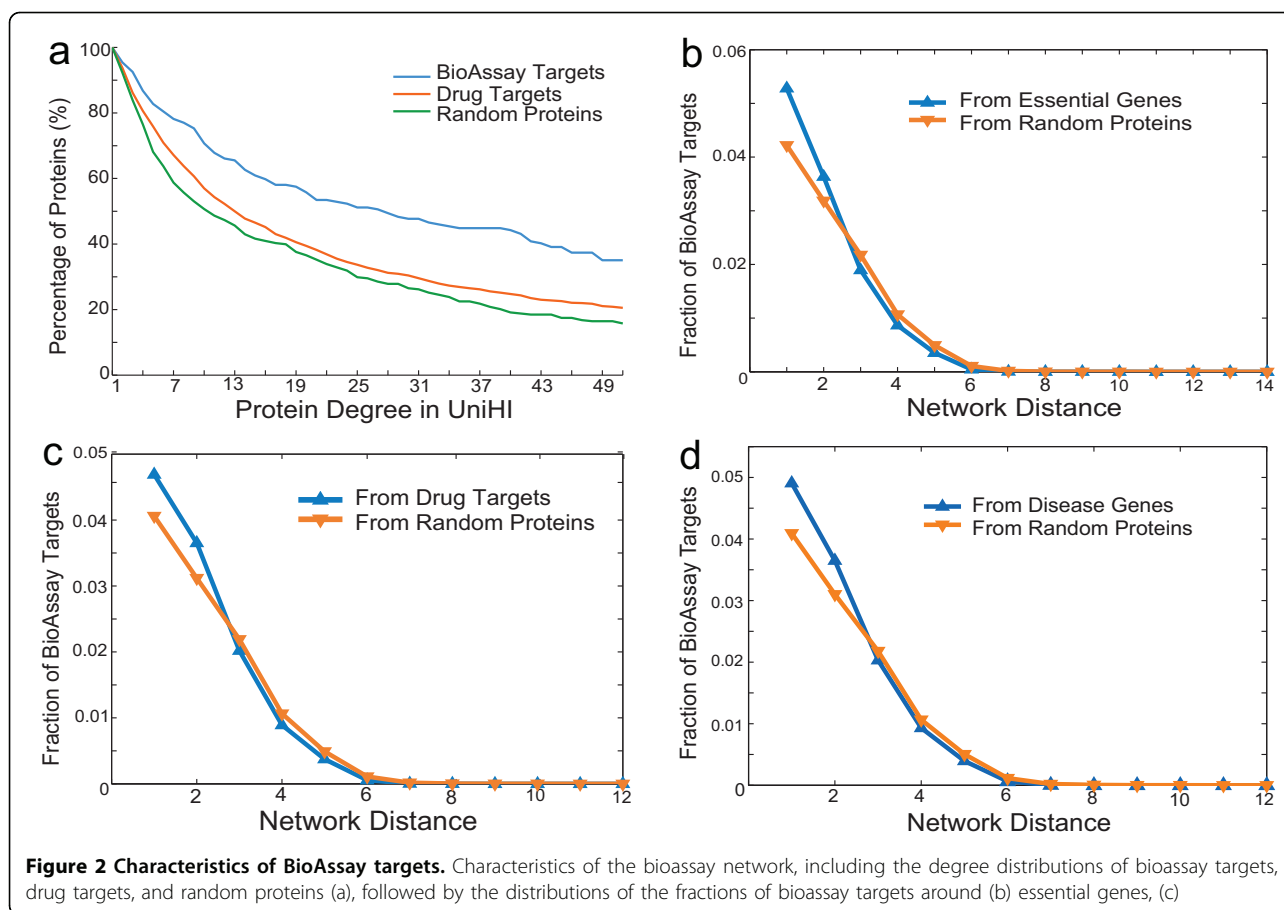 a
100
80
60
40
20
0
Percentage of Proteins (%)
BioAssay Targets
Drug Targets
Random Proteins
1 7 13 19 25 31 37 43 49
Protein Degree in UniHI
b
0.06
0.04
0.02
0
Fraction of BioAssay Targets
From Essential Genes
From Random Proteins
2 4 6 8 10 12 14
Network Distance
c
0.05
0.04
0.03
0.02
0.01
0
Fraction of BioAssay Targets
From Drug Targets
From Random Proteins
2 4 6 8 10 12
Network Distance
d
0.05
0.04
0.03
0.02
0.01
0
Fraction of BioAssay Targets
From Disease Genes
From Random Proteins
2 4 6 8 10 12
Network Distance
Figure 2 Characteristics of BioAssay targets. Characteristics of the bioassay network, including the degree distributions of bioassay targets,
drug targets, and random proteins (a), followed by the distributions of the fractions of bioassay targets around (b) essential genes, (c)